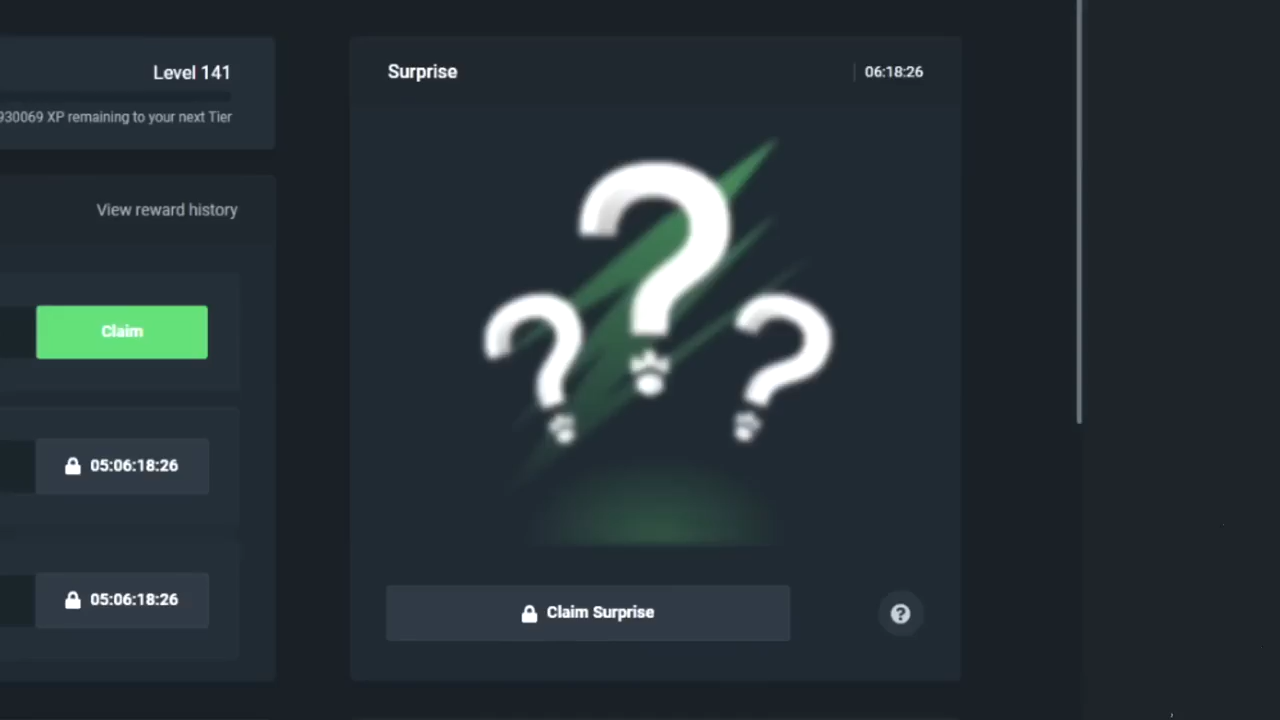 Level 141
930069 XP remaining to your next Tier
View reward history
Claim
05:06:18:26
05:06:18:26
Surprise
06:18:26
Claim Surprise
?